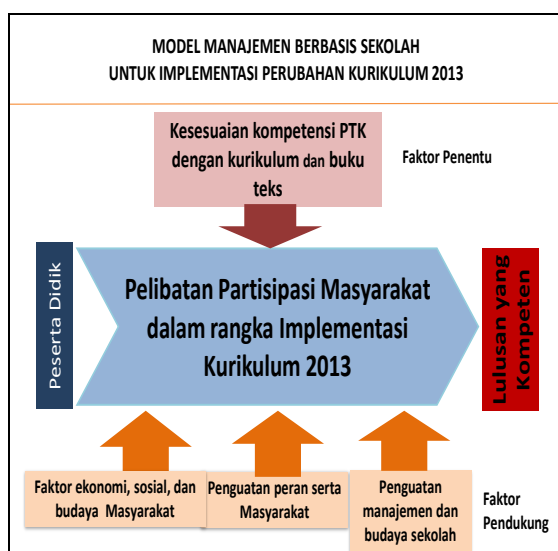 MODEL MANAJEMEN BERBASIS SEKOLAH
UNTUK IMPLEMENTASI PERUBAHAN KURIKULUM 2013
Kesesuaian kompetensi PTK
dengan kurikulum dan buku
teks
Faktor Penentu
Peserta Didik
Pelibatan Partisipasi Masyarakat
dalam rangka Implementasi
Kurikulum 2013
Lulusan yang
Kompeten
Faktor ekonomi, sosial, dan
budaya Masyarakat
Penguatan peran serta
Masyarakat
Penguatan
manajemen dan
budaya sekolah
Faktor
Pendukung